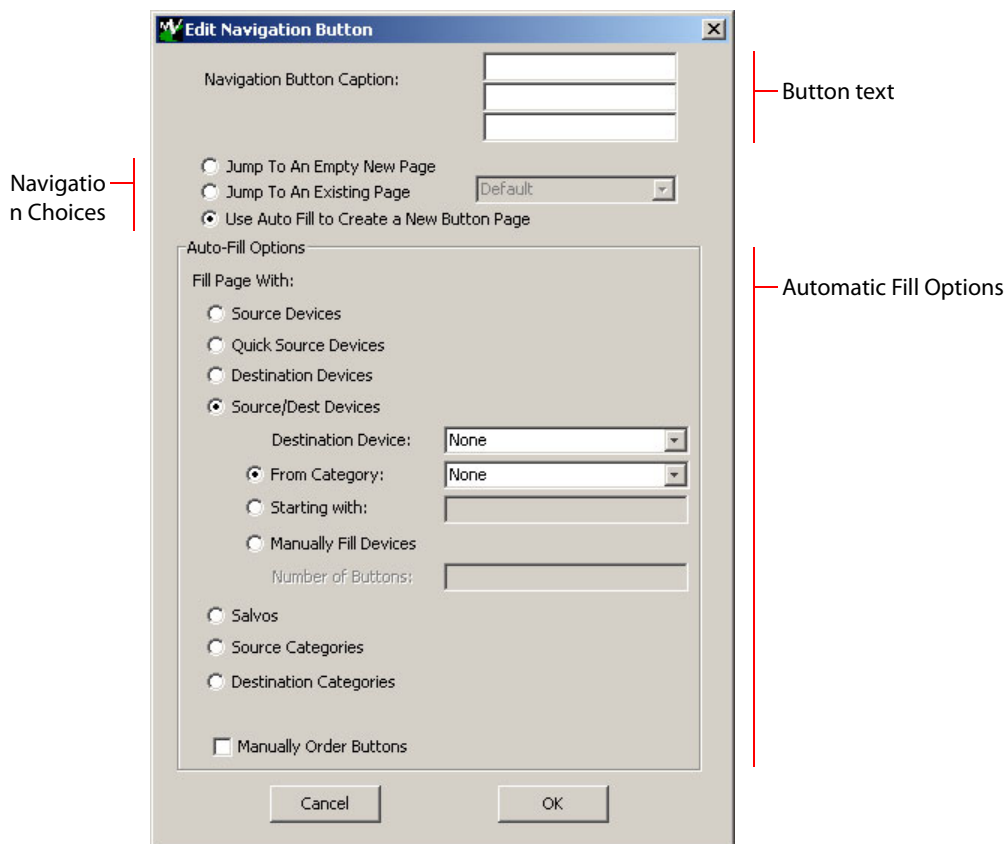 Edit Navigation Button
Navigation Button Caption:
Button text
Jump To An Empty New Page
Jump To An Existing Page
Default
Use Auto Fill to Create a New Button Page
Navigatio
n Choices
Auto-Fill Options
Automatic Fill Options
Fill Page With:
Source Devices
Quick Source Devices
Destination Devices
Source/Dest Devices
Destination Device:
None
From Category:
None
Starting with:
Manually Fill Devices
Number of Buttons:
Salvos
Source Categories
Destination Categories
Manually Order Buttons
Cancel
OK